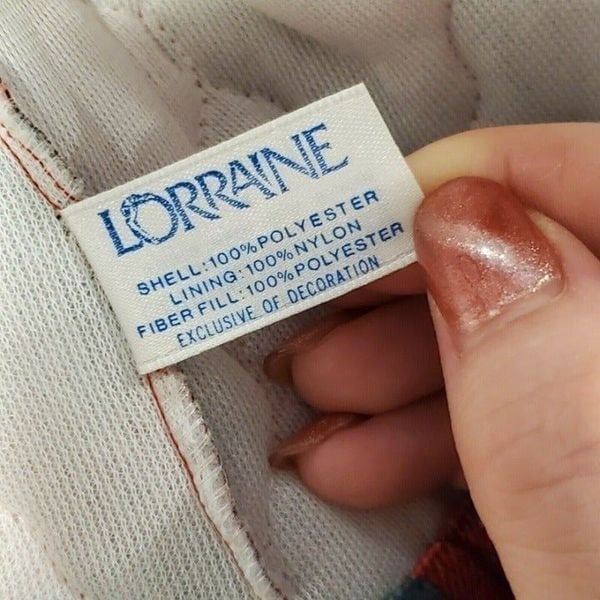 LORRAINE
SHELL: 100% POLYESTER
LINING: 100% NYLON
FIBER FILL: 100% POLYESTER
EXCLUSIVE OF DECORATION